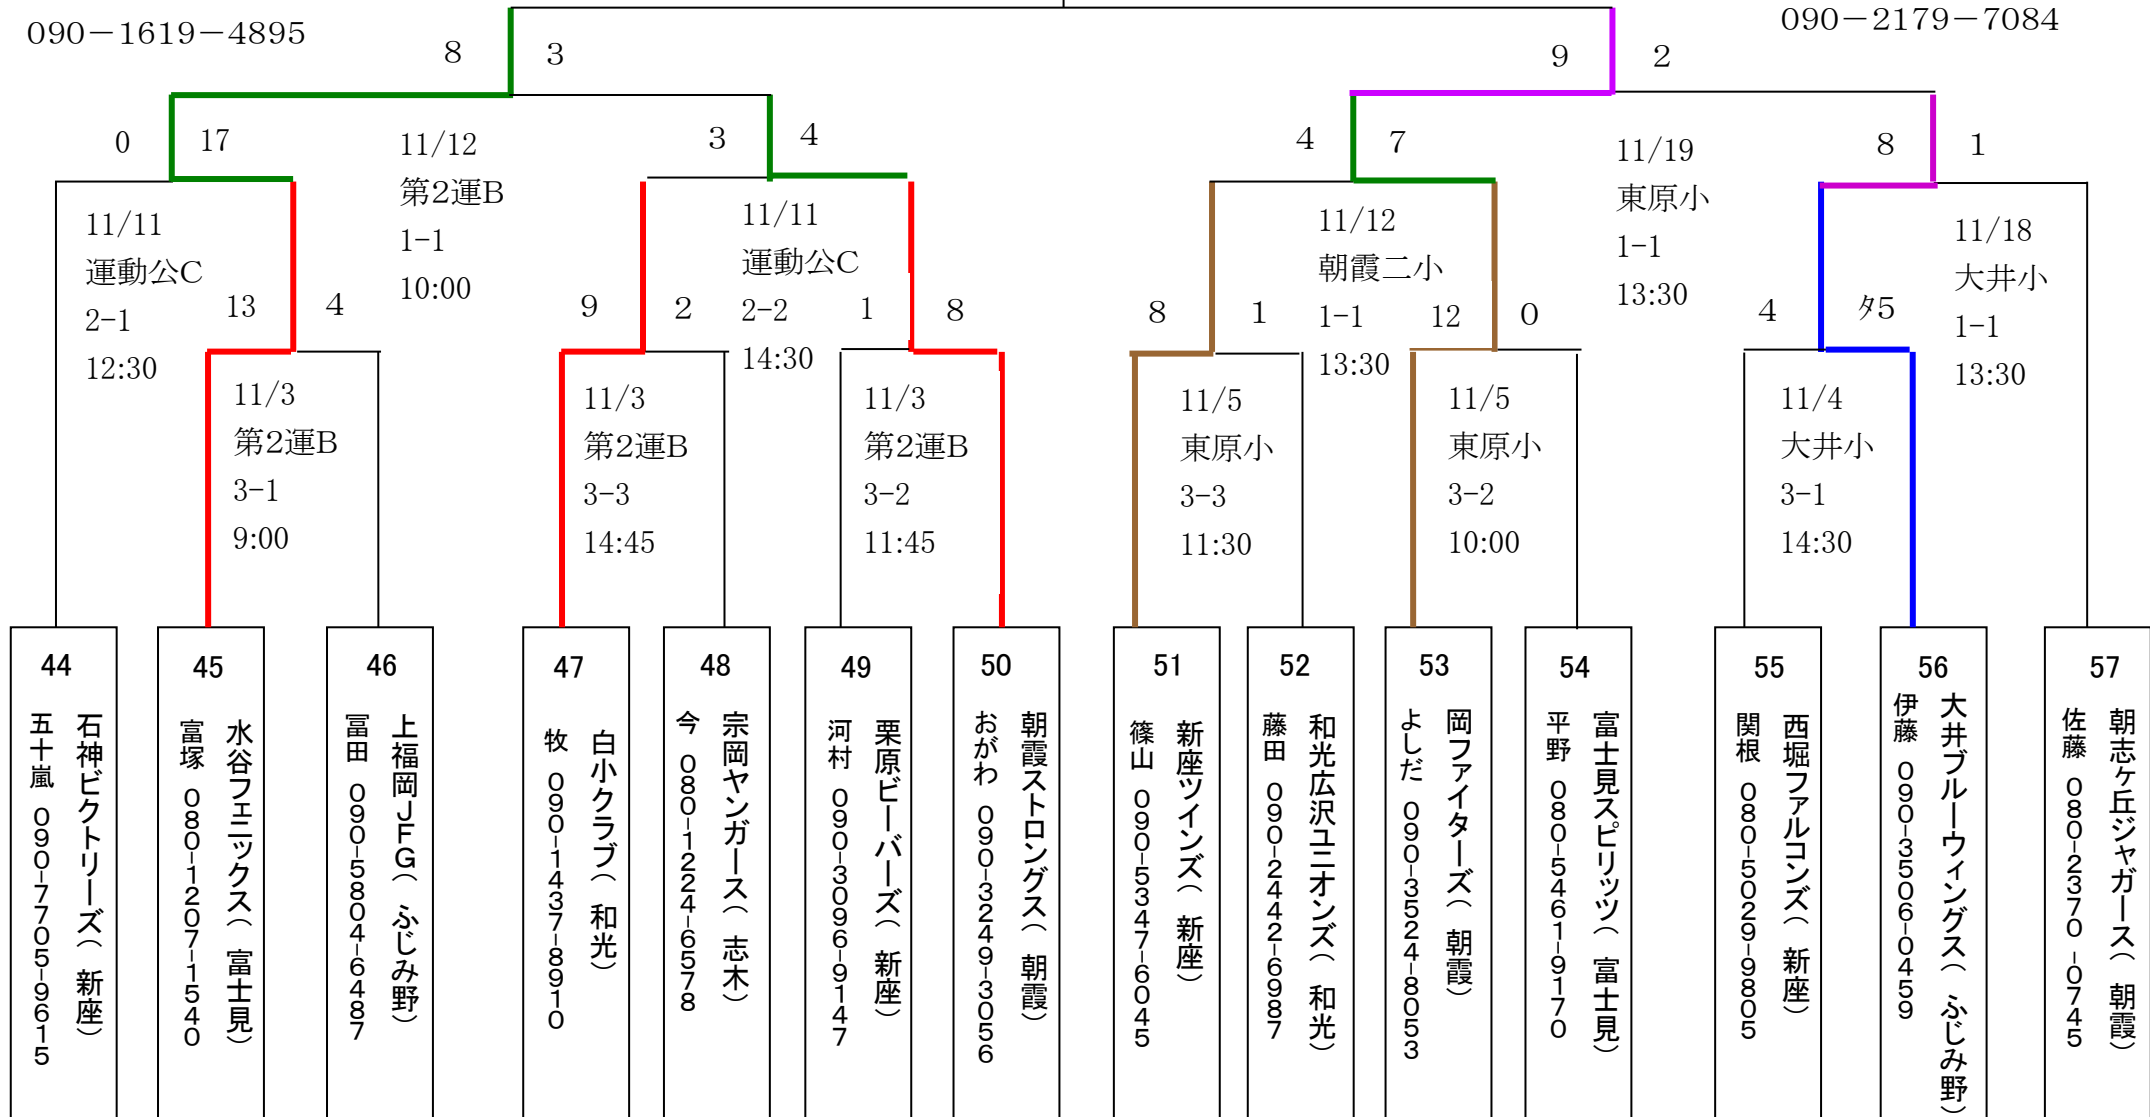 090−1619−4895
090−2179−7084
8
3
9
2
0
17
3
4
4
7
8
1
11/12
第2運B
1-1
10:00
11/19
東原小
1-1
13:30
11/11
運動公C
2-1
12:30
11/11
運動公C
2-2
14:30
11/12
朝霞二小
1-1
13:30
11/18
大井小
1-1
13:30
13
4
9
2
1
8
8
1
12
0
4
タ5
11/3
第2運B
3-1
9:00
11/3
第2運B
3-3
14:45
11/3
第2運B
3-2
11:45
11/5
東原小
3-3
11:30
11/5
東原小
3-2
10:00
11/4
大井小
3-1
14:30
44
石神ビクトリーズ（新座）
五十嵐 090-7705-9615
45
水谷フェニックス（富士見）
富塚 080-1207-1540
46
上福岡JFG（ふじみ野）
冨田 090-5804-6487
47
白小クラブ（和光）
牧 090-1437-8910
48
宗岡ヤンガース（志木）
今 080-1224-6578
49
栗原ビーバーズ（新座）
河村 090-3096-9147
50
朝霞ストロングス（朝霞）
おがわ 090-3249-3056
51
新座ツインズ（新座）
篠山 090-5347-6045
52
和光広沢ユニオンズ（和光）
藤田 090-2442-6987
53
岡ファイターズ（朝霞）
よしだ 090-3524-8053
54
富士見スピリッツ（富士見）
平野 080-5461-9170
55
西堀ファルコンズ（新座）
関根 080-5029-9805
56
大井ブルーウィングス（ふじみ野）
伊藤 090-3506-0459
57
朝志ヶ丘ジャガース（朝霞）
佐藤 080-2370-0745